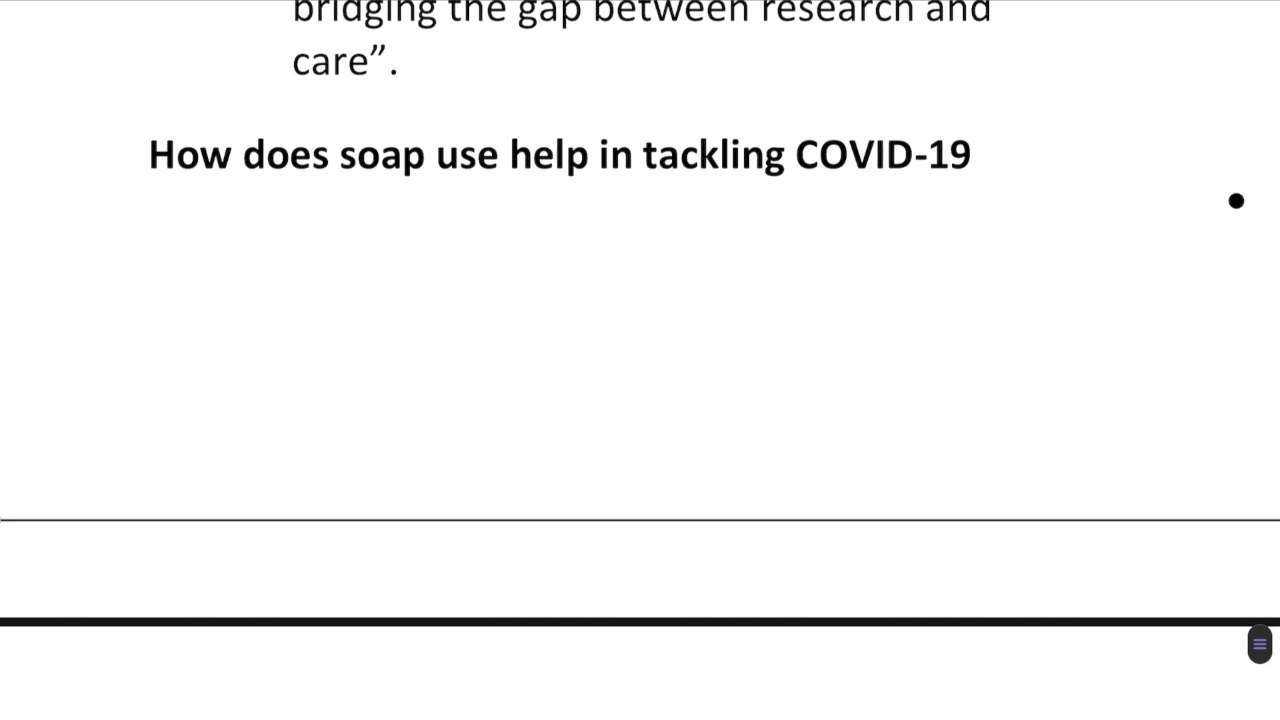 bridging the gap between research and
care”.
How does soap use help in tackling COVID-19